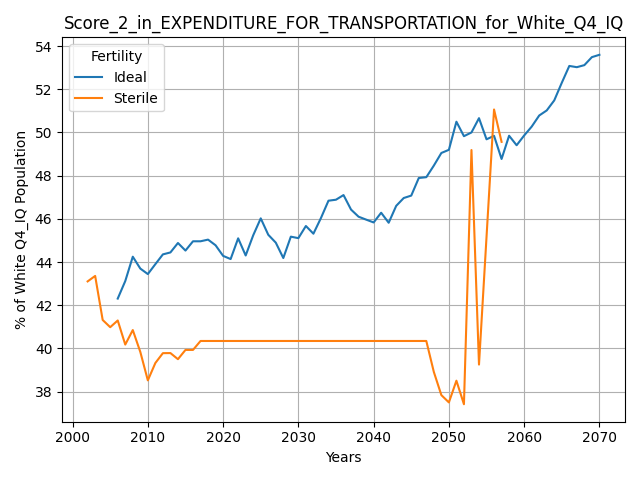 Score_2_in_EXPENDITURE_FOR_TRANSPORTATION_for_White_Q4_IQ
Fertility
Ideal
Sterile
% of White Q4_IQ Population
54
52
50
48
46
44
42
40
38
2000
2010
2020
2030
2040
2050
2060
2070
Years